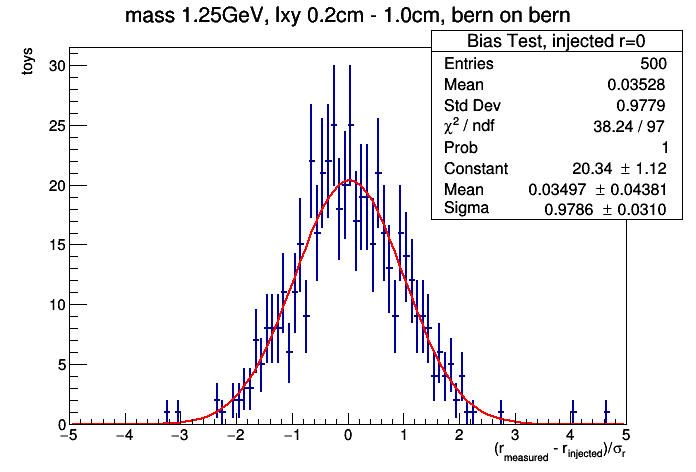 mass 1.25GeV, lxy 0.2cm - 1.0cm, bern on bern
Bias Test, injected r=0
Entries 500
Mean 0.03528
Std Dev 0.9779
χ² / ndf 38.24 / 97
Prob 1
Constant 20.34 ± 1.12
Mean 0.03497 ± 0.04381
Sigma 0.9786 ± 0.0310
toys
30
25
20
15
10
5
0
−5 −4 −3 −2 −1 0 1 2 3 4 5
(r_measured - r_injected)/σ_r